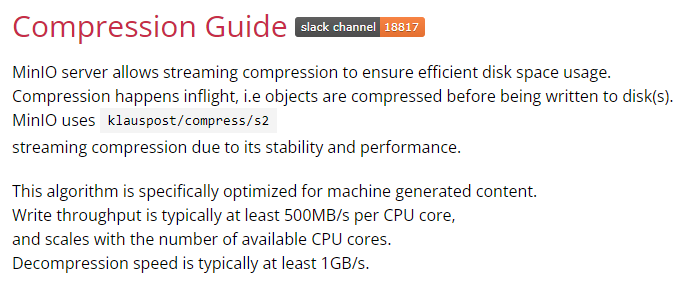 Compression Guide slack channel 18817
MinIO server allows streaming compression to ensure efficient disk space usage.
Compression happens inflight, i.e objects are compressed before being written to disk(s).
MinIO uses klauspost/compress/s2
streaming compression due to its stability and performance.
This algorithm is specifically optimized for machine generated content.
Write throughput is typically at least 500MB/s per CPU core,
and scales with the number of available CPU cores.
Decompression speed is typically at least 1GB/s.